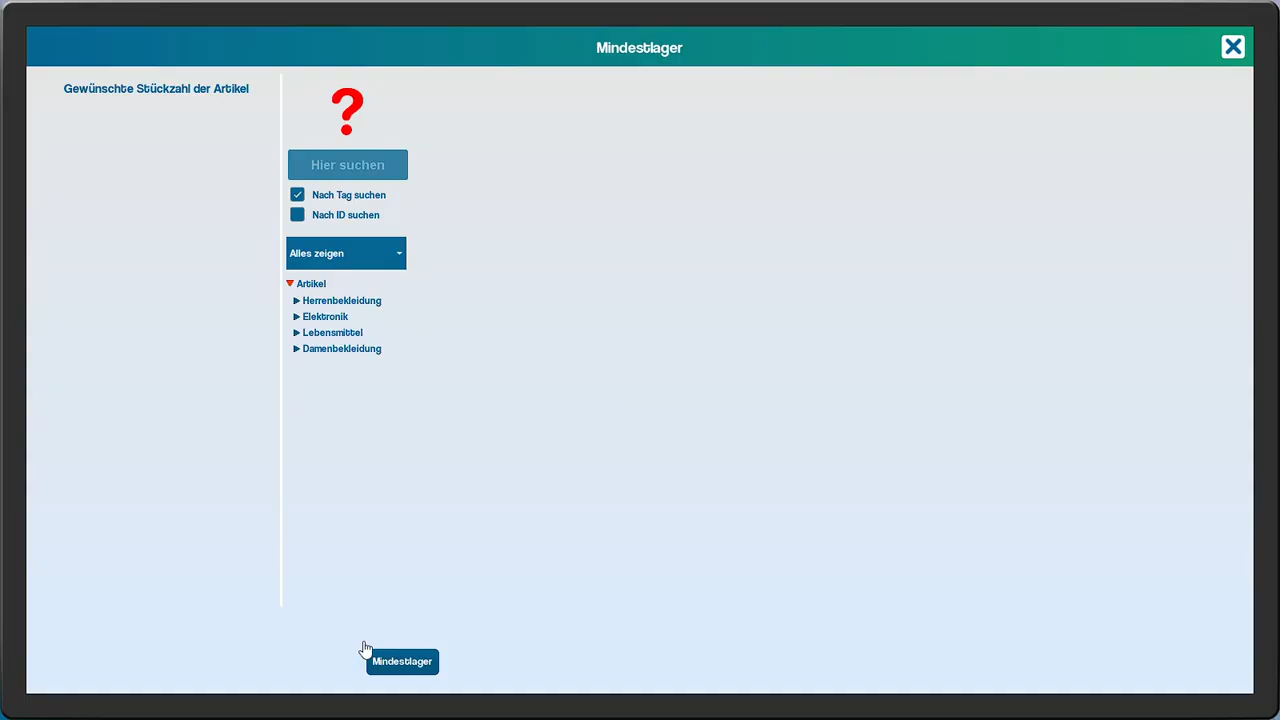 Mindestlager
Gewünschte Stückzahl der Artikel
?
Hier suchen
Nach Tag suchen
Nach ID suchen
Alles zeigen
Artikel
Herrenbekleidung
Elektronik
Lebensmittel
Damenbekleidung
Mindestlager